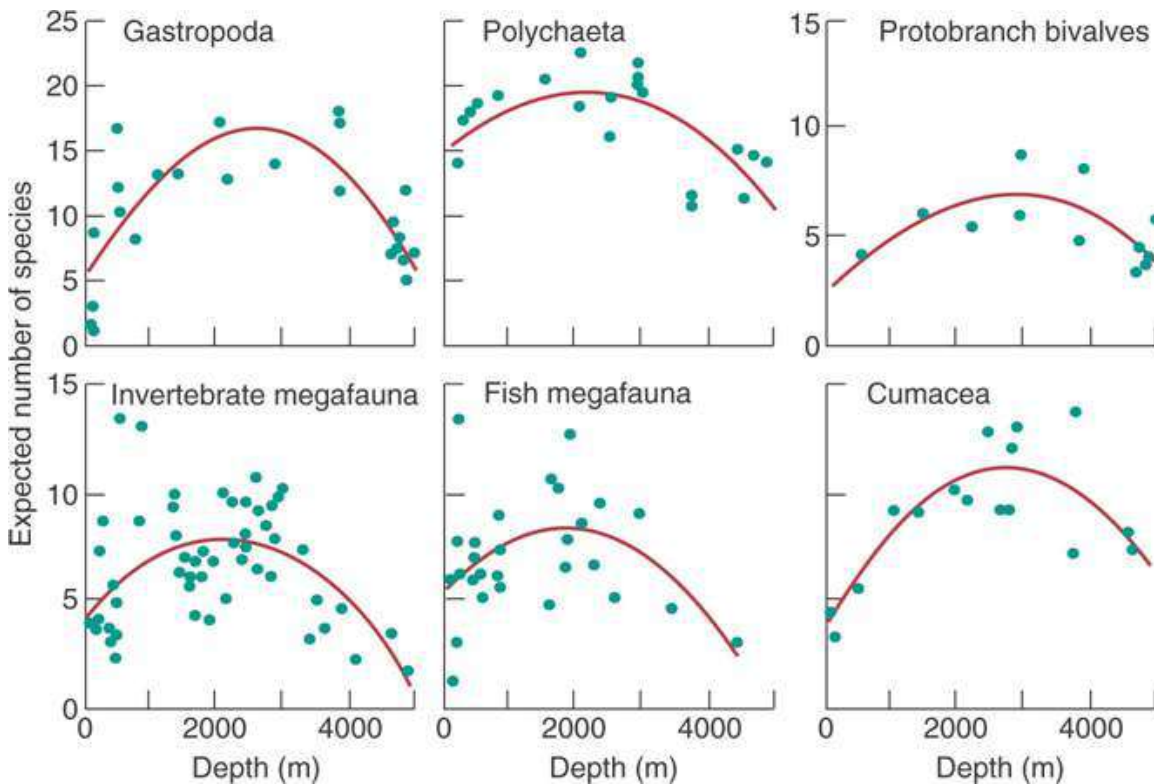 Expected number of species
25
20
15
10
5
0
Gastropoda
Polychaeta
15
10
5
0
Protobranch bivalves
15
10
5
0
Invertebrate megafauna
0 2000 4000
Depth (m)
Fish megafauna
0 2000 4000
Depth (m)
Cumacea
0 2000 4000
Depth (m)